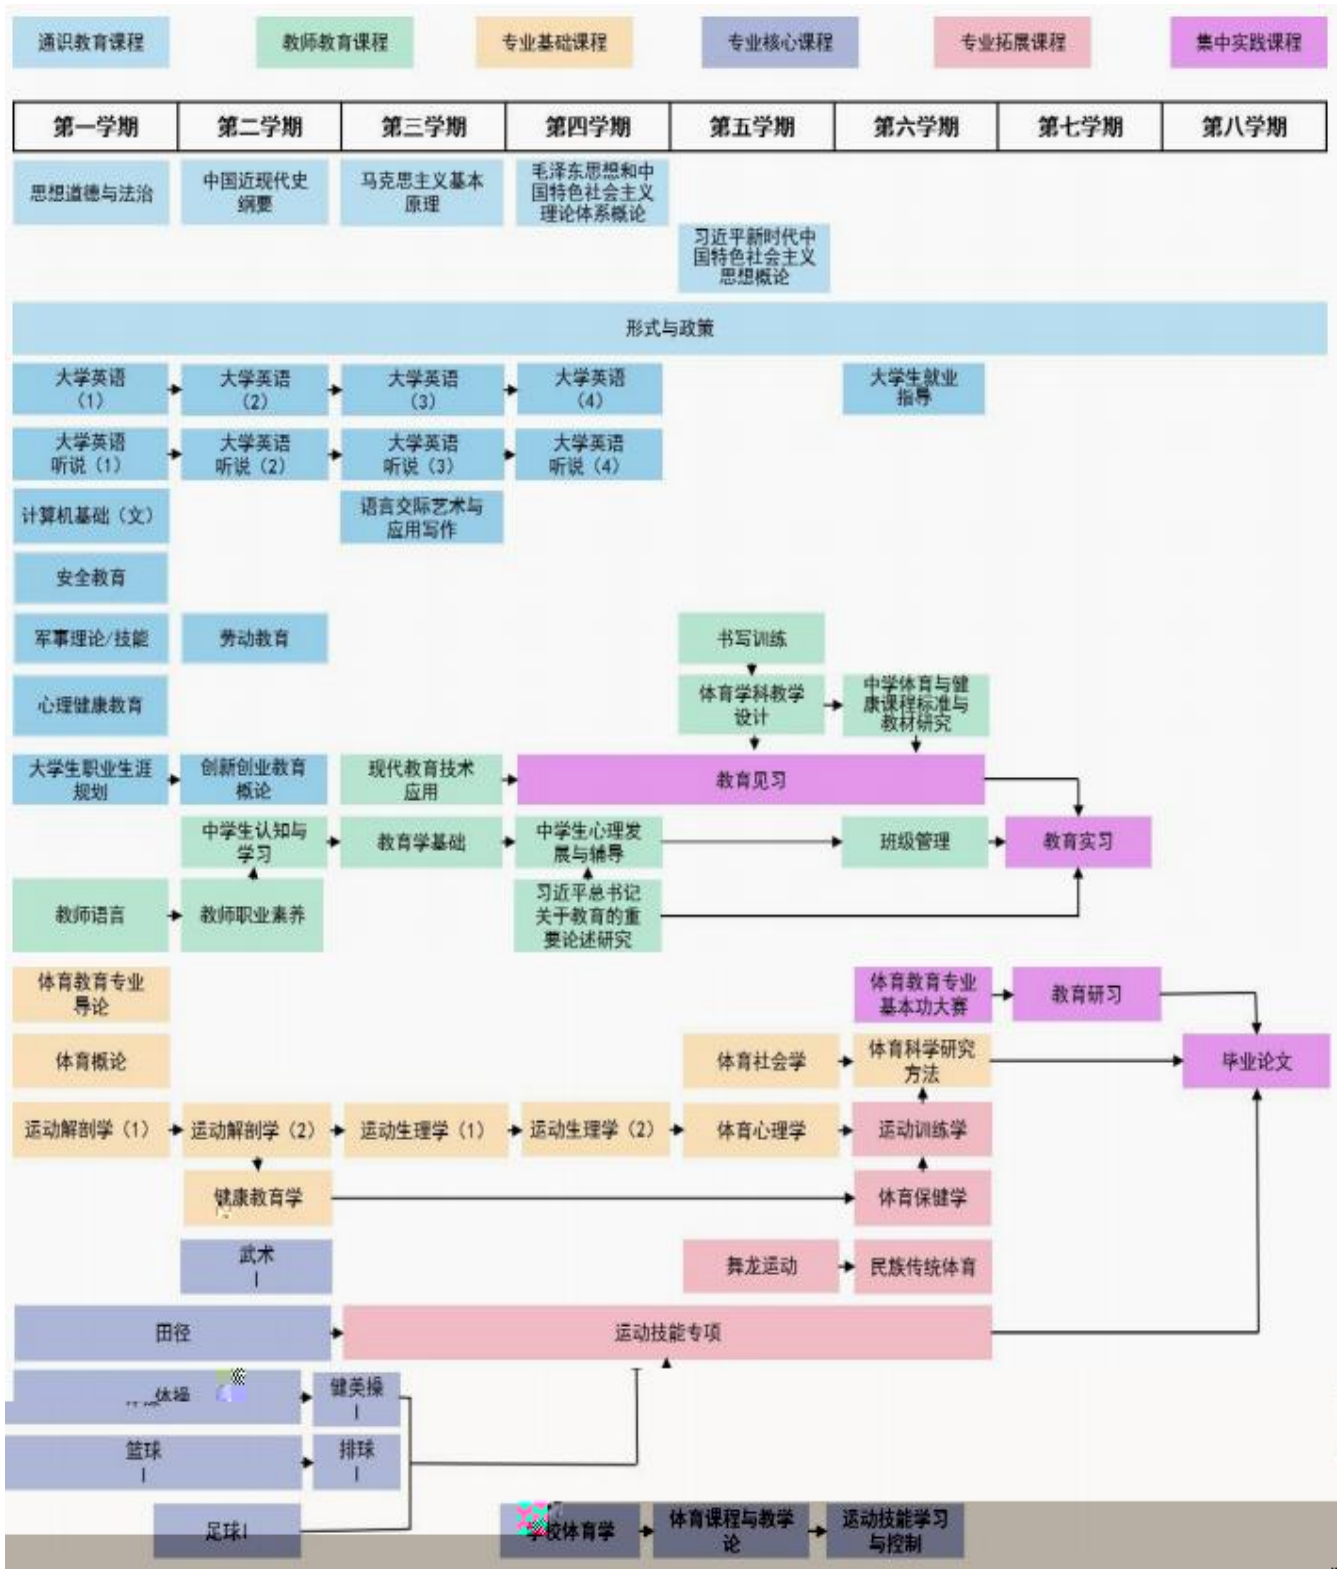 通识教育课程
教师教育课程
专业基础课程
专业核心课程
专业拓展课程
集中实践课程
第一学期
第二学期
第三学期
第四学期
第五学期
第六学期
第七学期
第八学期
思想道德与法治
中国近现代史
纲要
马克思主义基本
原理
毛泽东思想和中
国特色社会主义
理论体系概论
习近平新时代中
国特色社会主义
思想概论
形式与政策
大学英语
（1）
大学英语
（2）
大学英语
（3）
大学英语
（4）
大学生就业
指导
大学英语
听说（1）
大学英语
听说（2）
大学英语
听说（3）
大学英语
听说（4）
计算机基础（文）
语言交际艺术与
应用写作
安全教育
军事理论/技能
劳动教育
书写训练
心理健康教育
体育学科教学
设计
中学体育与健
康课程标准与
教材研究
大学生职业生涯
规划
创新创业教育
概论
现代教育技术
应用
教育见习
中学生认知与
学习
教育学基础
中学生心理发
展与辅导
班级管理
教育实习
教师语言
教师职业素养
习近平总书记
关于教育的重
要论述研究
体育教育专业
导论
体育教育专业
基本功大赛
教育研习
体育概论
体育社会学
体育科学研究
方法
毕业论文
运动解剖学（1）
运动解剖学（2）
运动生理学（1）
运动生理学（2）
体育心理学
运动训练学
健康教育学
体育保健学
武术
I
舞龙运动
民族传统体育
田径
运动技能专项
体操
健美操
I
篮球
I
排球
I
足球I
学校体育学
体育课程与教学
论
运动技能学习
与控制